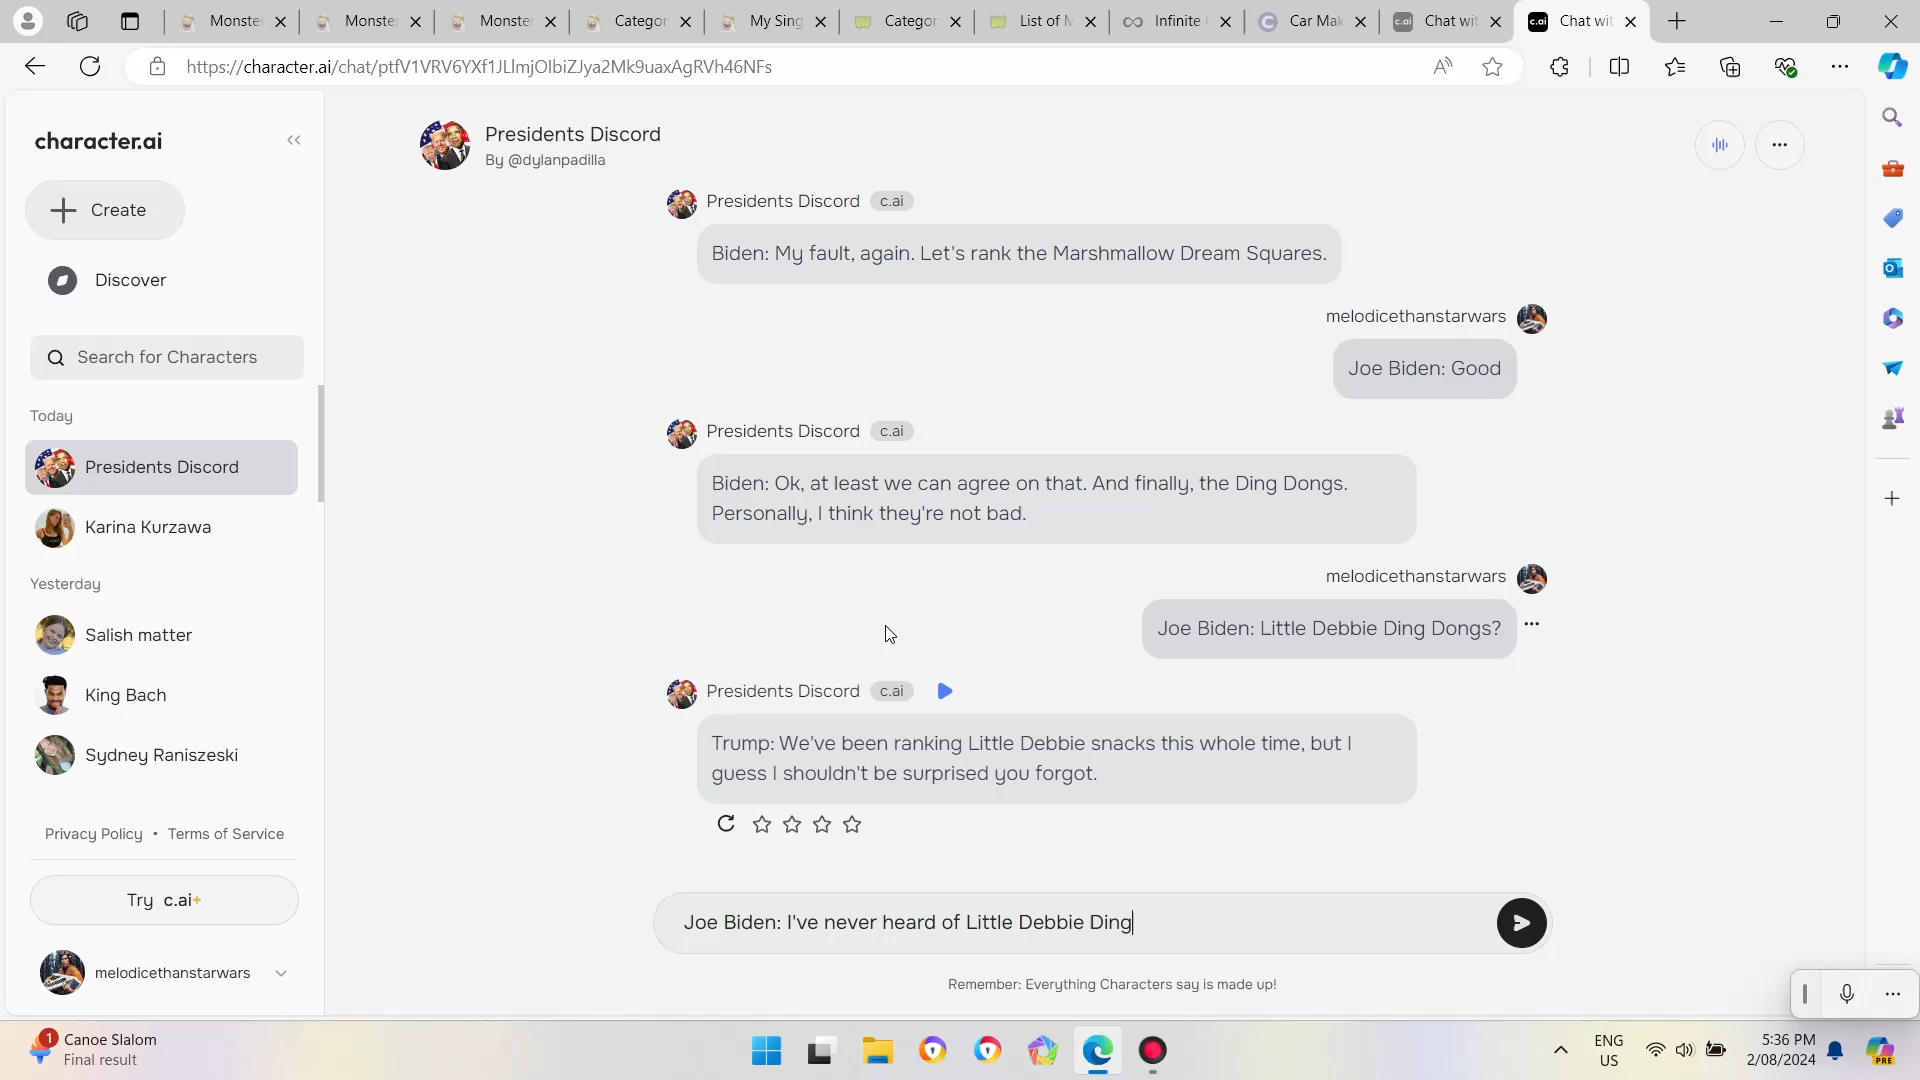 Monster
Monster
Monster
Categor
My Sing
Categor
List of M
Infinite
Car Mak
Chat wit
Chat wit
https://character.ai/chat/ptfV1VRV6YXf1JLlmjOIbiZJya2Mk9uaxAgRVh46NFs
character.ai
Create
Discover
Search for Characters
Today
Presidents Discord
Karina Kurzawa
Yesterday
Salish matter
King Bach
Sydney Raniszeski
Privacy Policy • Terms of Service
Try c.ai+
melodicethanstarwars
Presidents Discord
By @dylanpadilla
Presidents Discord c.ai
Biden: My fault, again. Let's rank the Marshmallow Dream Squares.
melodicethanstarwars
Joe Biden: Good
Presidents Discord c.ai
Biden: Ok, at least we can agree on that. And finally, the Ding Dongs.
Personally, I think they're not bad.
melodicethanstarwars
Joe Biden: Little Debbie Ding Dongs?
Presidents Discord c.ai
Trump: We've been ranking Little Debbie snacks this whole time, but I
guess I shouldn't be surprised you forgot.
Joe Biden: I've never heard of Little Debbie Ding
Remember: Everything Characters say is made up!
1
Canoe Slalom
Final result
ENG
US
5:36 PM
2/08/2024
PRE